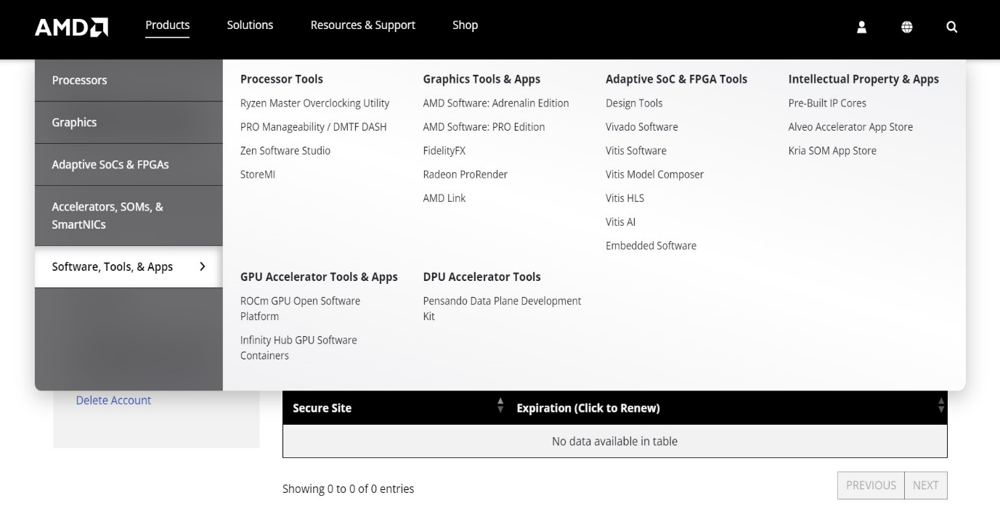 AMD
Products
Solutions
Resources & Support
Shop
Processors
Graphics
Adaptive SoCs & FPGAs
Accelerators, SOMs, &
SmartNICs
Software, Tools, & Apps
Processor Tools
Ryzen Master Overclocking Utility
PRO Manageability / DMTF DASH
Zen Software Studio
StoreMI
Graphics Tools & Apps
AMD Software: Adrenalin Edition
AMD Software: PRO Edition
FidelityFX
Radeon ProRender
AMD Link
Adaptive SoC & FPGA Tools
Design Tools
Vivado Software
Vitis Software
Vitis Model Composer
Vitis HLS
Vitis AI
Embedded Software
Intellectual Property & Apps
Pre-Built IP Cores
Alveo Accelerator App Store
Kria SOM App Store
GPU Accelerator Tools & Apps
ROCm GPU Open Software
Platform
Infinity Hub GPU Software
Containers
DPU Accelerator Tools
Pensando Data Plane Development
Kit
Delete Account
Secure Site
Expiration (Click to Renew)
No data available in table
Showing 0 to 0 of 0 entries
PREVIOUS
NEXT